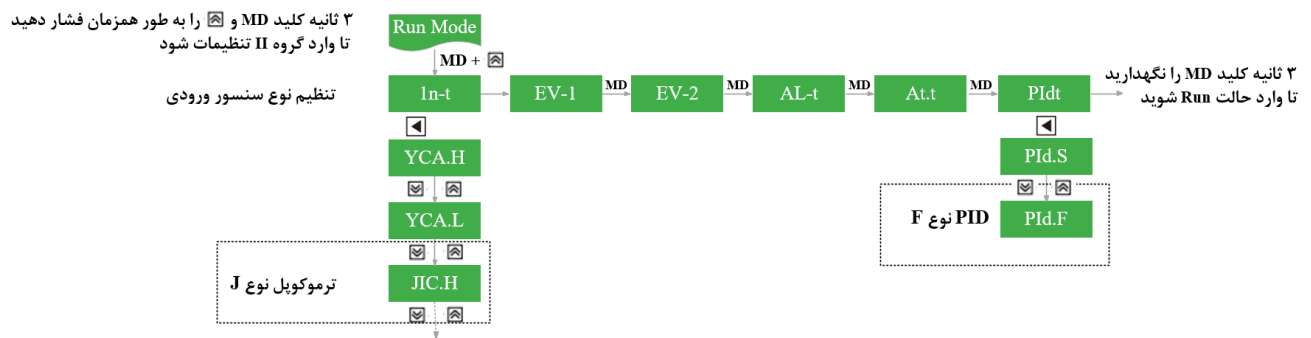 ۳ ثانیه کلید MD و را به طور همزمان فشار دهید
تا وارد گروه II تنظیمات شود
Run Mode
MD +
تنظیم نوع سنسور ورودی
1n-t
EV-1
MD
EV-2
MD
AL-t
MD
At.t
MD
PIdt
۳ ثانیه کلید MD را نگهدارید
تا وارد حالت Run شوید
YCA.H
PId.S
YCA.L
PID نوع F
PId.F
ترموکوپل نوع J
JIC.H